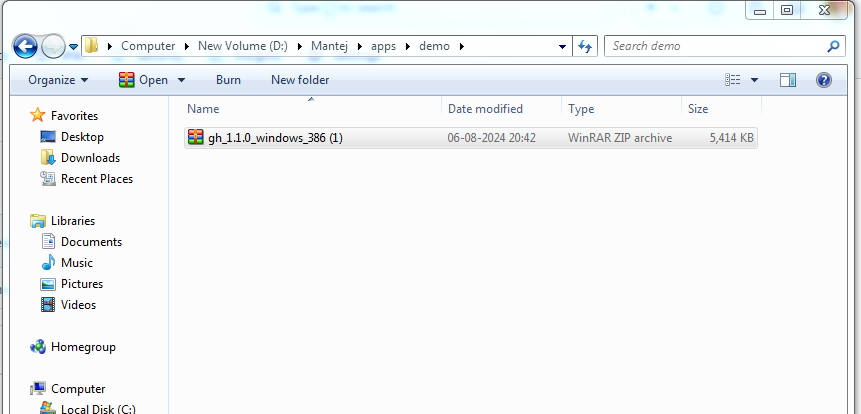 Computer New Volume (D:) Mantej apps demo Search demo
Organize Open Burn New folder
Name Date modified Type Size
gh_1.1.0_windows_386 (1) 06-08-2024 20:42 WinRAR ZIP archive 5,414 KB
Favorites
Desktop
Downloads
Recent Places
Libraries
Documents
Music
Pictures
Videos
Homegroup
Computer
Local Disk (C:)